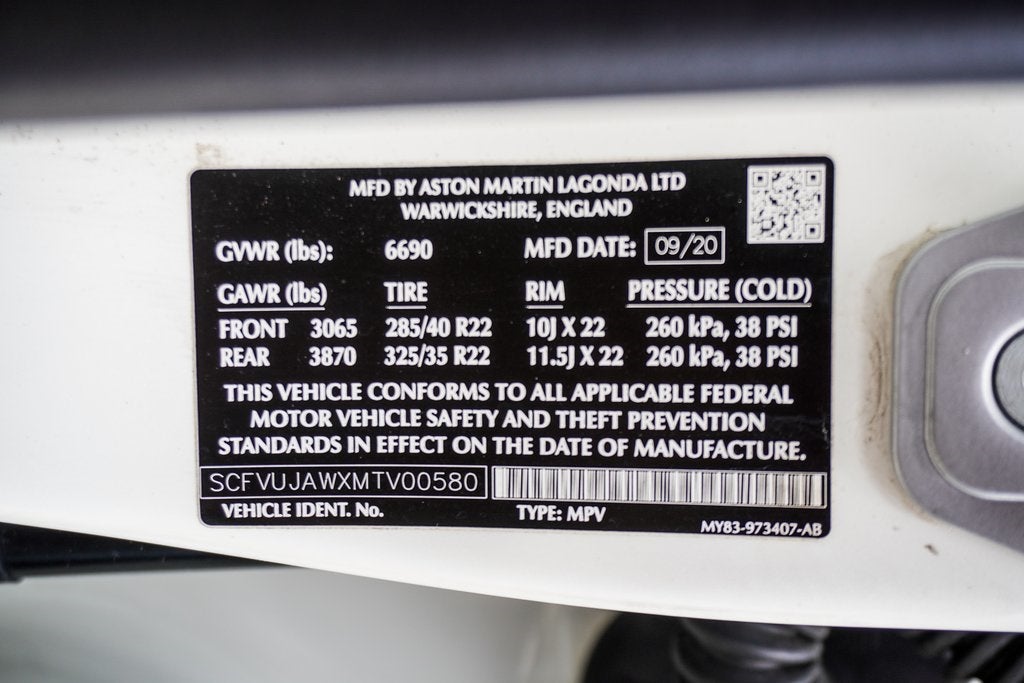 MFD BY ASTON MARTIN LAGONDA LTD
WARWICKSHIRE, ENGLAND
GVWR (lbs): 6690 MFD DATE: 09/20
GAWR (lbs) TIRE RIM PRESSURE (COLD)
FRONT 3065 285/40 R22 10J X 22 260 kPa, 38 PSI
REAR 3870 325/35 R22 11.5J X 22 260 kPa, 38 PSI
THIS VEHICLE CONFORMS TO ALL APPLICABLE FEDERAL
MOTOR VEHICLE SAFETY AND THEFT PREVENTION
STANDARDS IN EFFECT ON THE DATE OF MANUFACTURE.
SCFVUJAWXMTV00580
VEHICLE IDENT. No. TYPE: MPV MY83-973407-AB